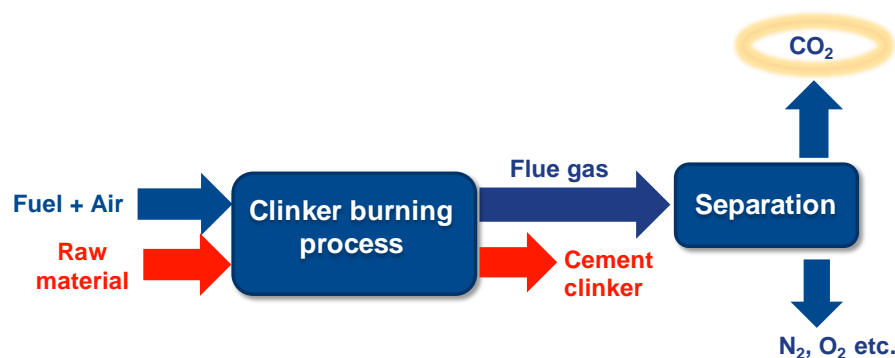 CO₂
Flue gas
Fuel + Air
Clinker burning
process
Separation
Raw
material
Cement
clinker
N₂, O₂ etc.